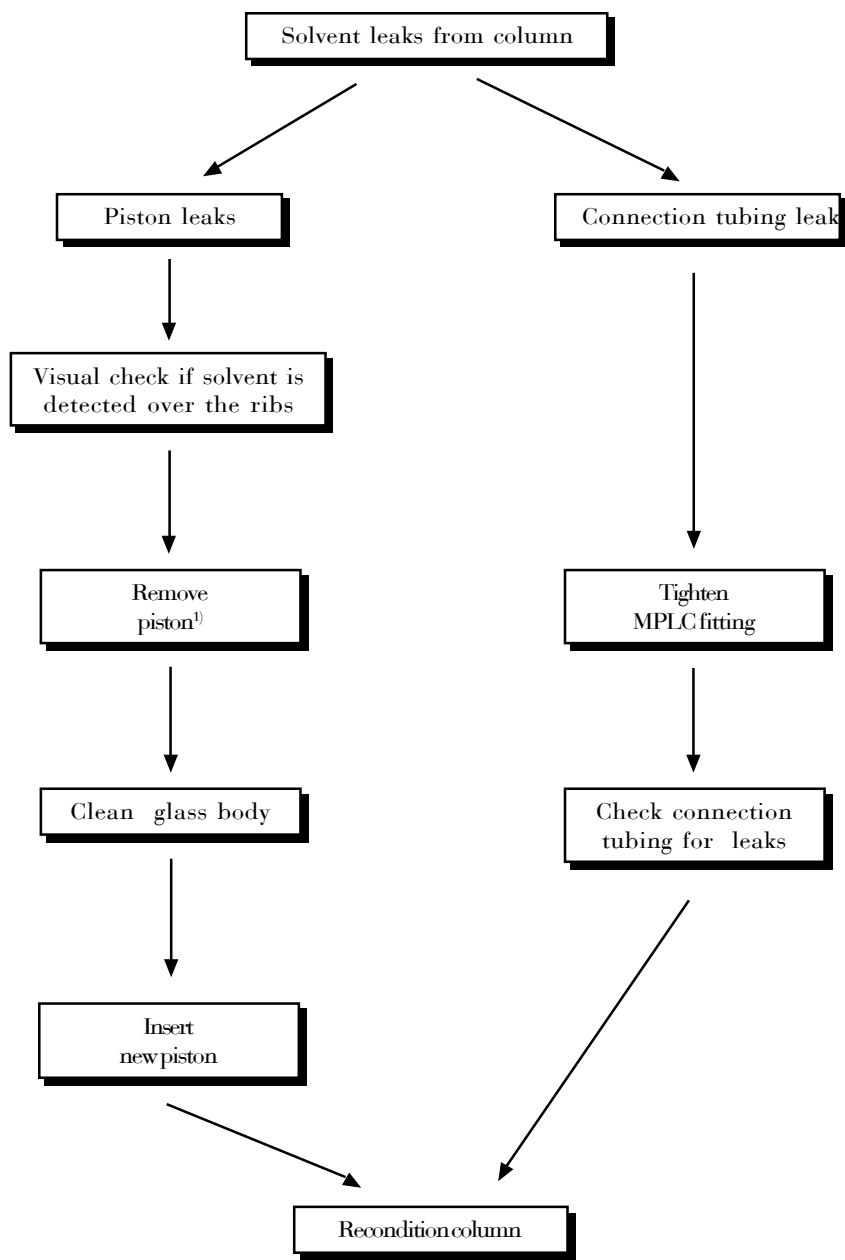 Solvent leaks from column
Piston leaks
Connection tubing leak
Visual check if solvent is
detected over the ribs
Remove
piston1)
Tighten
MPLC fitting
Clean glass body
Check connection
tubing for leaks
Insert
new piston
Recondition column